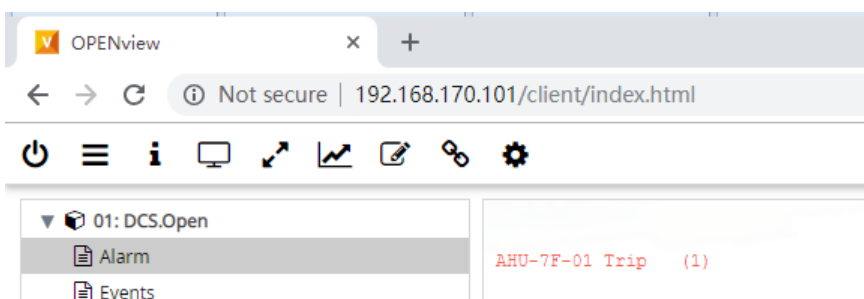 OPENview
Not secure | 192.168.170.101/client/index.html
01: DCS.Open
Alarm
AHU-7F-01 Trip (1)
Events